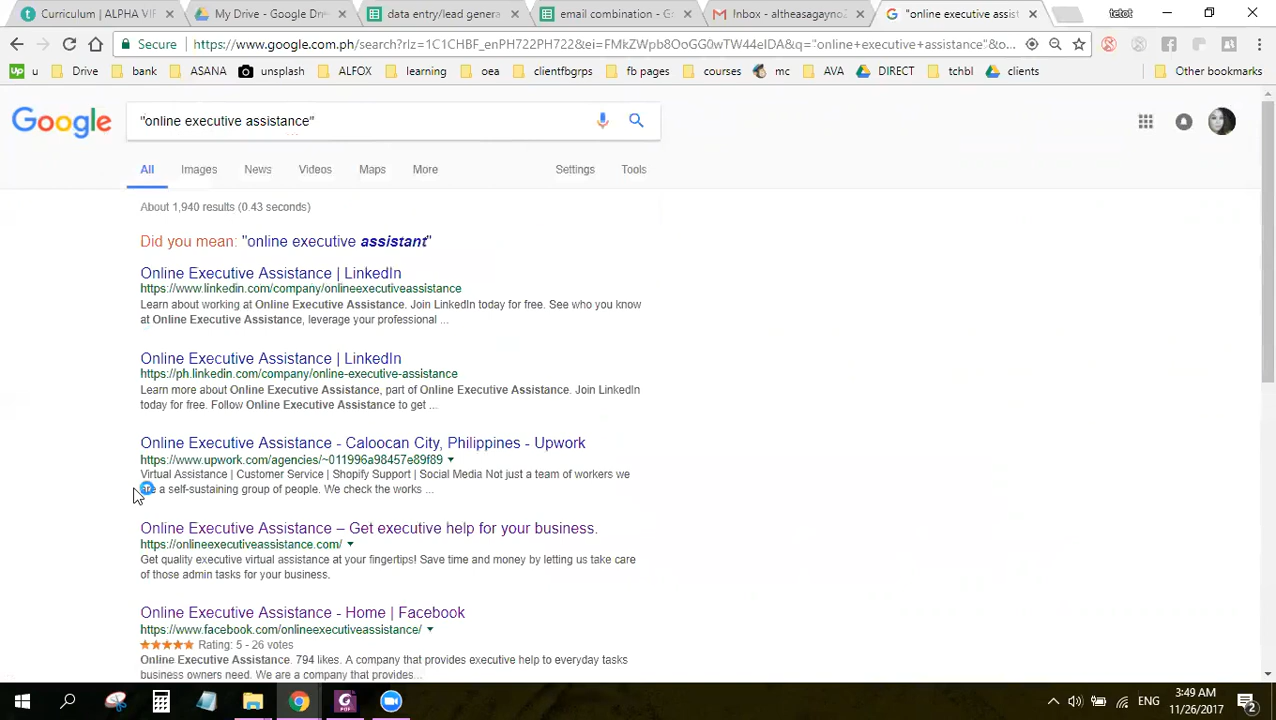 Curriculum | ALPHA VI
My Drive - Google Dri
data entry/lead genera
email combination - G
Inbox - altheasagayno2
"online executive assist
tetot
Secure
https://www.google.com.ph/search?rlz=1C1CHBF_enPH722PH722&ei=FMkZWpb8OoGG0wTW44eIDA&q="online+executive+assistance"&o...
Up u
Drive
bank
ASANA
unsplash
ALFOX
learning
oea
clientfbgrps
fb pages
courses
mc
AVA
DIRECT
tchbl
clients
Other bookmarks
Google
"online executive assistance"
All
Images
News
Videos
Maps
More
Settings
Tools
About 1,940 results (0.43 seconds)
Did you mean: "online executive assistant"
Online Executive Assistance | LinkedIn
https://www.linkedin.com/company/onlineexecutiveassistance
Learn about working at Online Executive Assistance. Join LinkedIn today for free. See who you know
at Online Executive Assistance, leverage your professional ...
Online Executive Assistance | LinkedIn
https://ph.linkedin.com/company/online-executive-assistance
Learn more about Online Executive Assistance, part of Online Executive Assistance. Join LinkedIn
today for free. Follow Online Executive Assistance to get ...
Online Executive Assistance - Caloocan City, Philippines - Upwork
https://www.upwork.com/agencies/~011996a98457e89f89
Virtual Assistance | Customer Service | Shopify Support | Social Media Not just a team of workers we
are a self-sustaining group of people. We check the works ...
Online Executive Assistance – Get executive help for your business.
https://onlineexecutiveassistance.com/
Get quality executive virtual assistance at your fingertips! Save time and money by letting us take care
of those admin tasks for your business.
Online Executive Assistance - Home | Facebook
https://www.facebook.com/onlineexecutiveassistance/
Rating: 5 - 26 votes
Online Executive Assistance. 794 likes. A company that provides executive help to everyday tasks
business owners need. We are a company that provides...
ENG
3:49 AM
11/26/2017
2